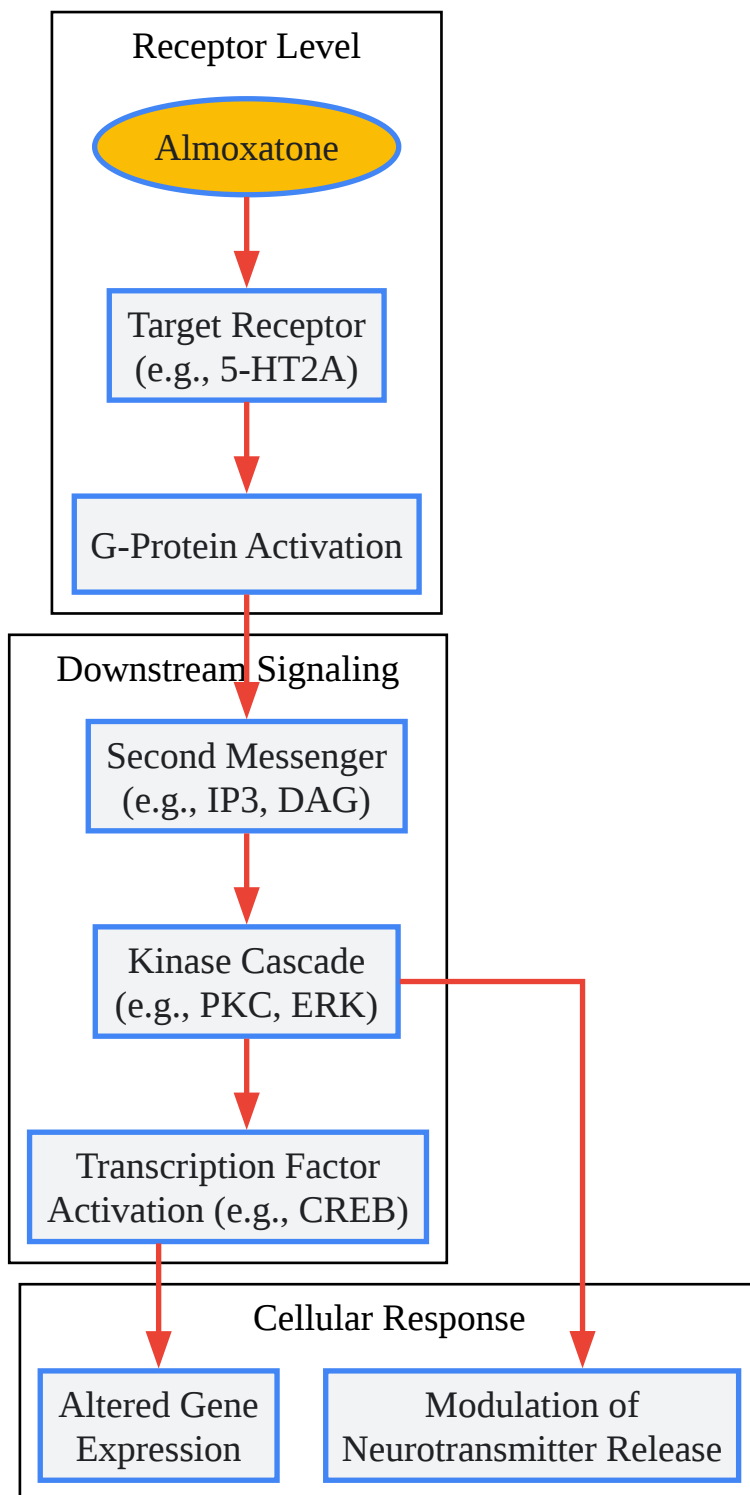 Receptor Level
Almoxatone
Target Receptor
(e.g., 5-HT2A)
G-Protein Activation
Downstream Signaling
Second Messenger
(e.g., IP3, DAG)
Kinase Cascade
(e.g., PKC, ERK)
Transcription Factor
Activation (e.g., CREB)
Cellular Response
Altered Gene
Expression
Modulation of
Neurotransmitter Release